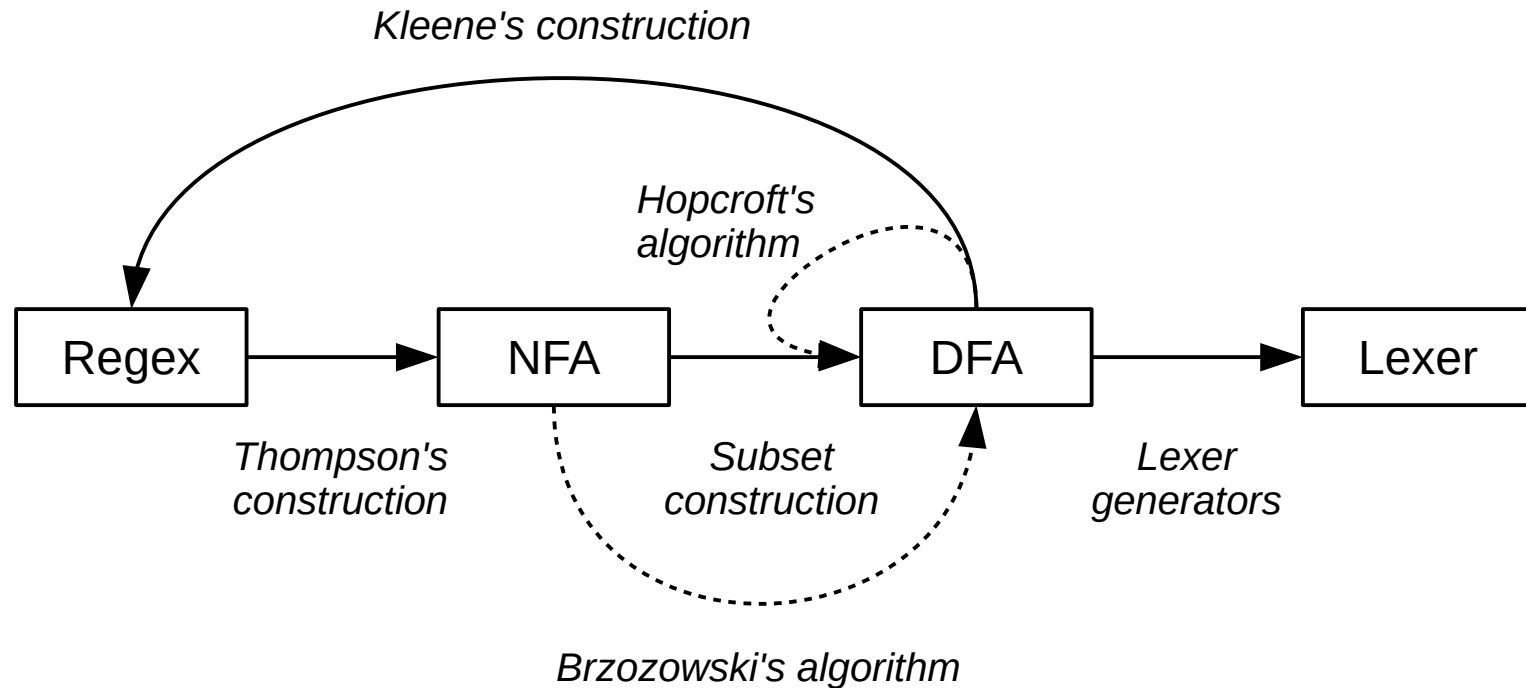 Kleene's construction
Hopcroft's
algorithm
Regex
NFA
DFA
Lexer
Thompson's
construction
Subset
construction
Lexer
generators
Brzozowski's algorithm